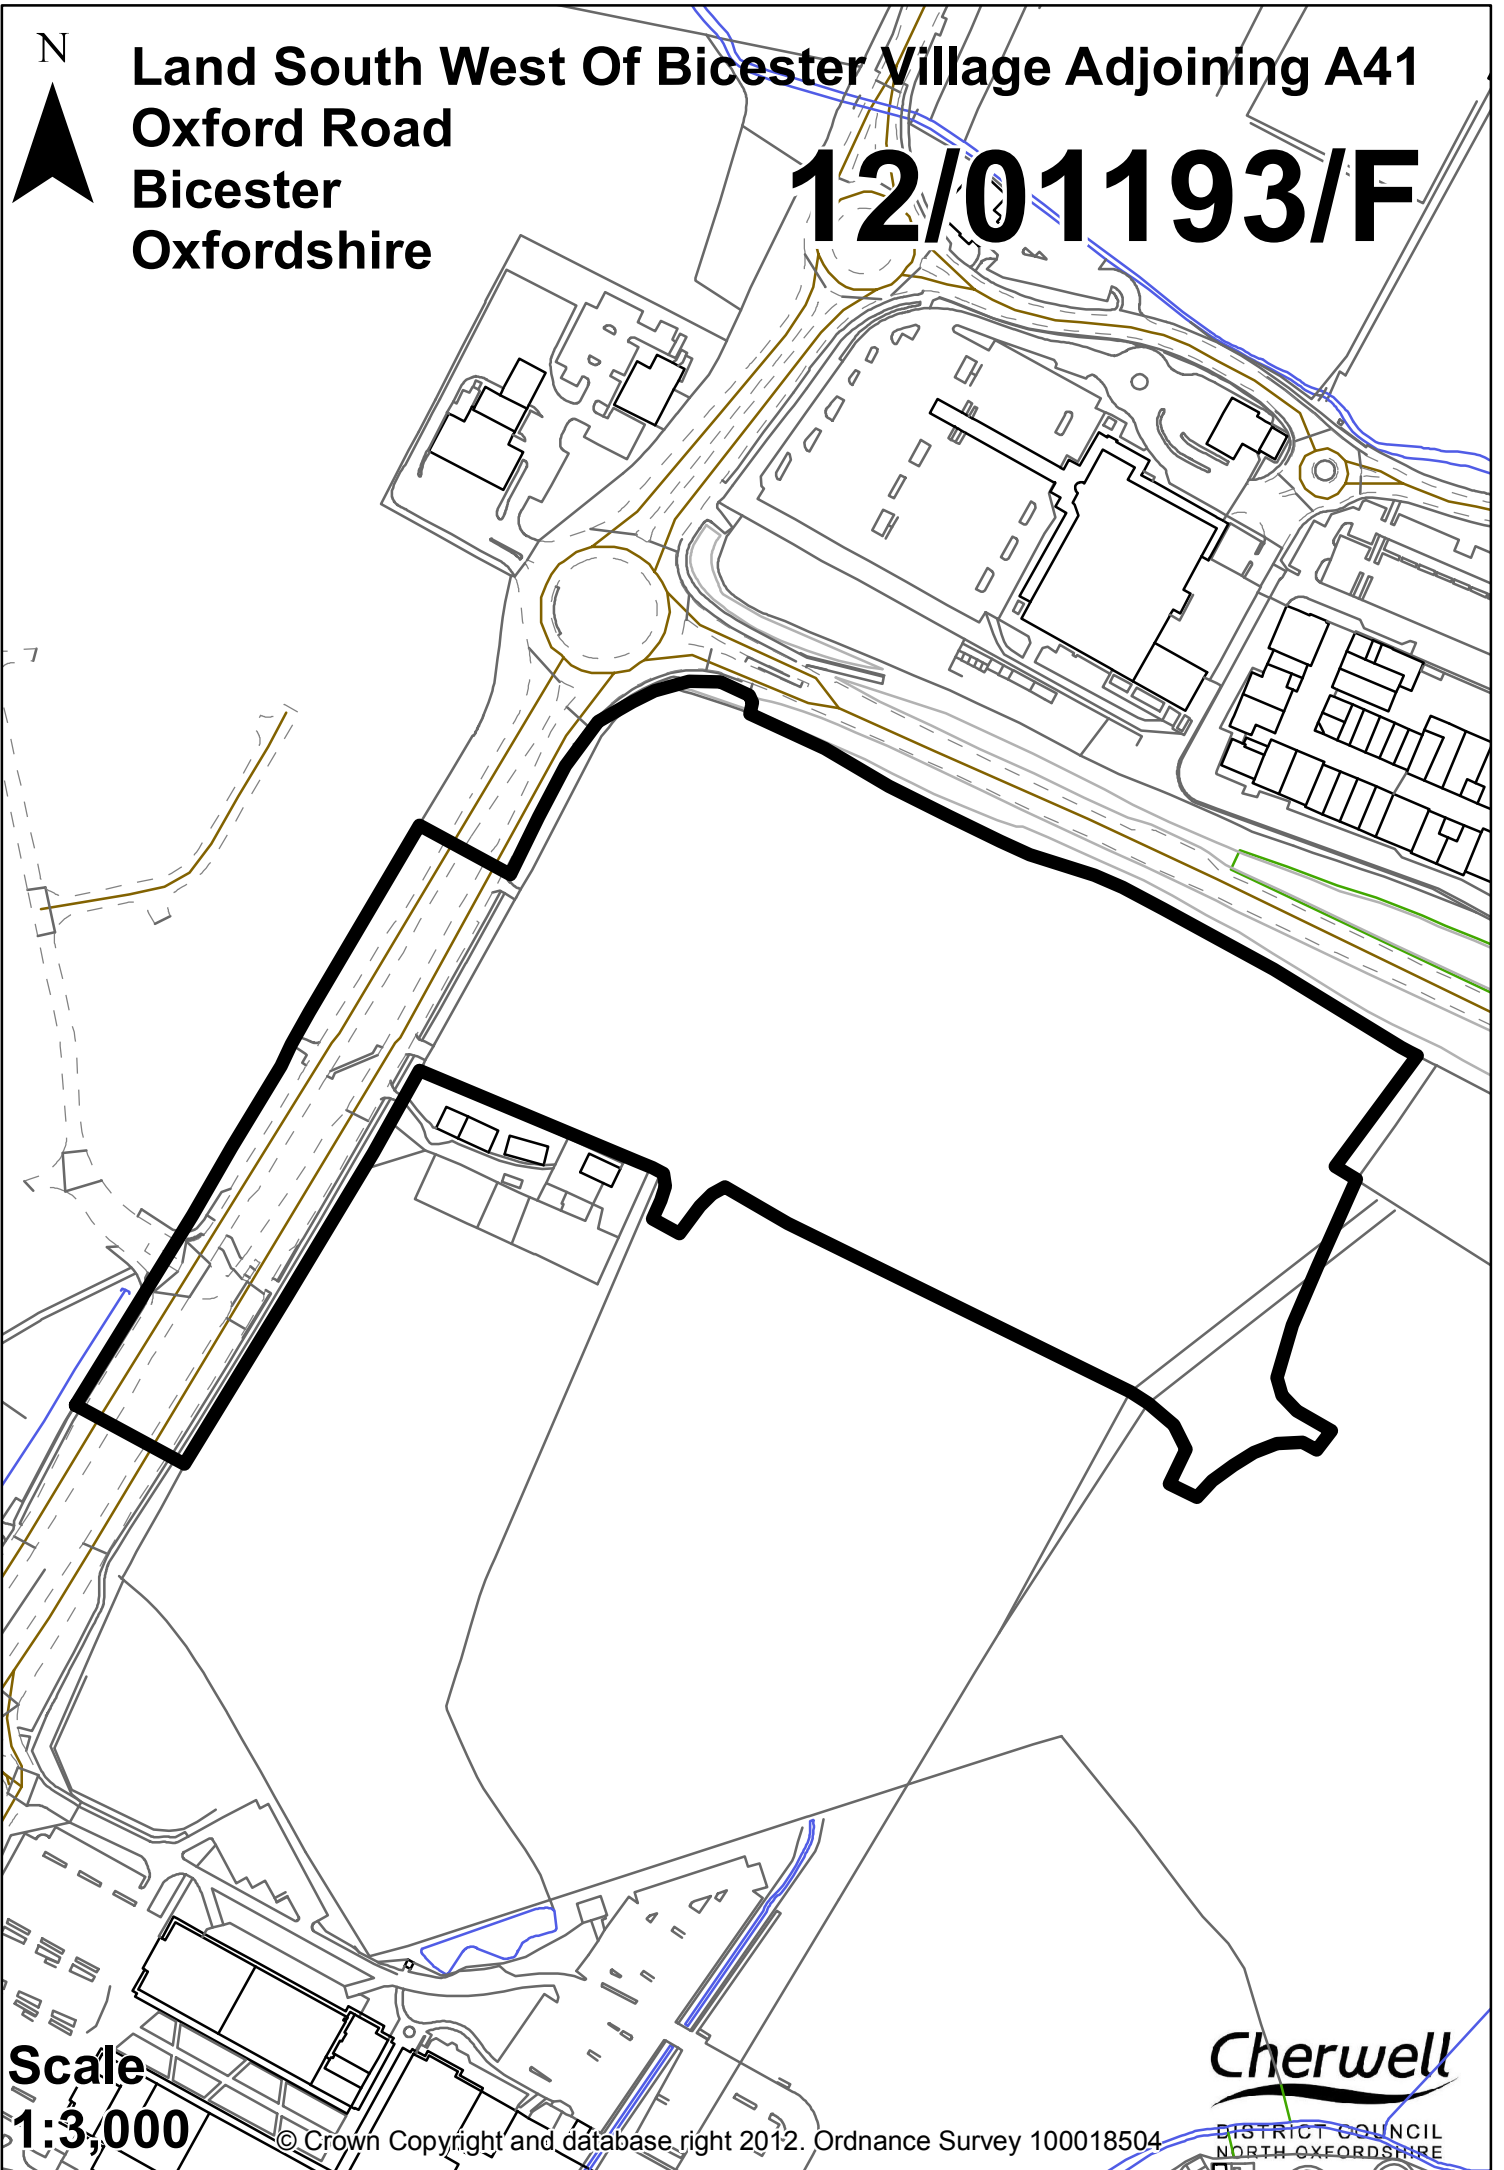 N
Land South West Of Bicester Village Adjoining A41
Oxford Road
Bicester
Oxfordshire
12/01193/F
Scale
1:3,000
© Crown Copyright and database right 2012. Ordnance Survey 100018504
Cherwell
DISTRICT COUNCIL
NORTH OXFORDSHIRE